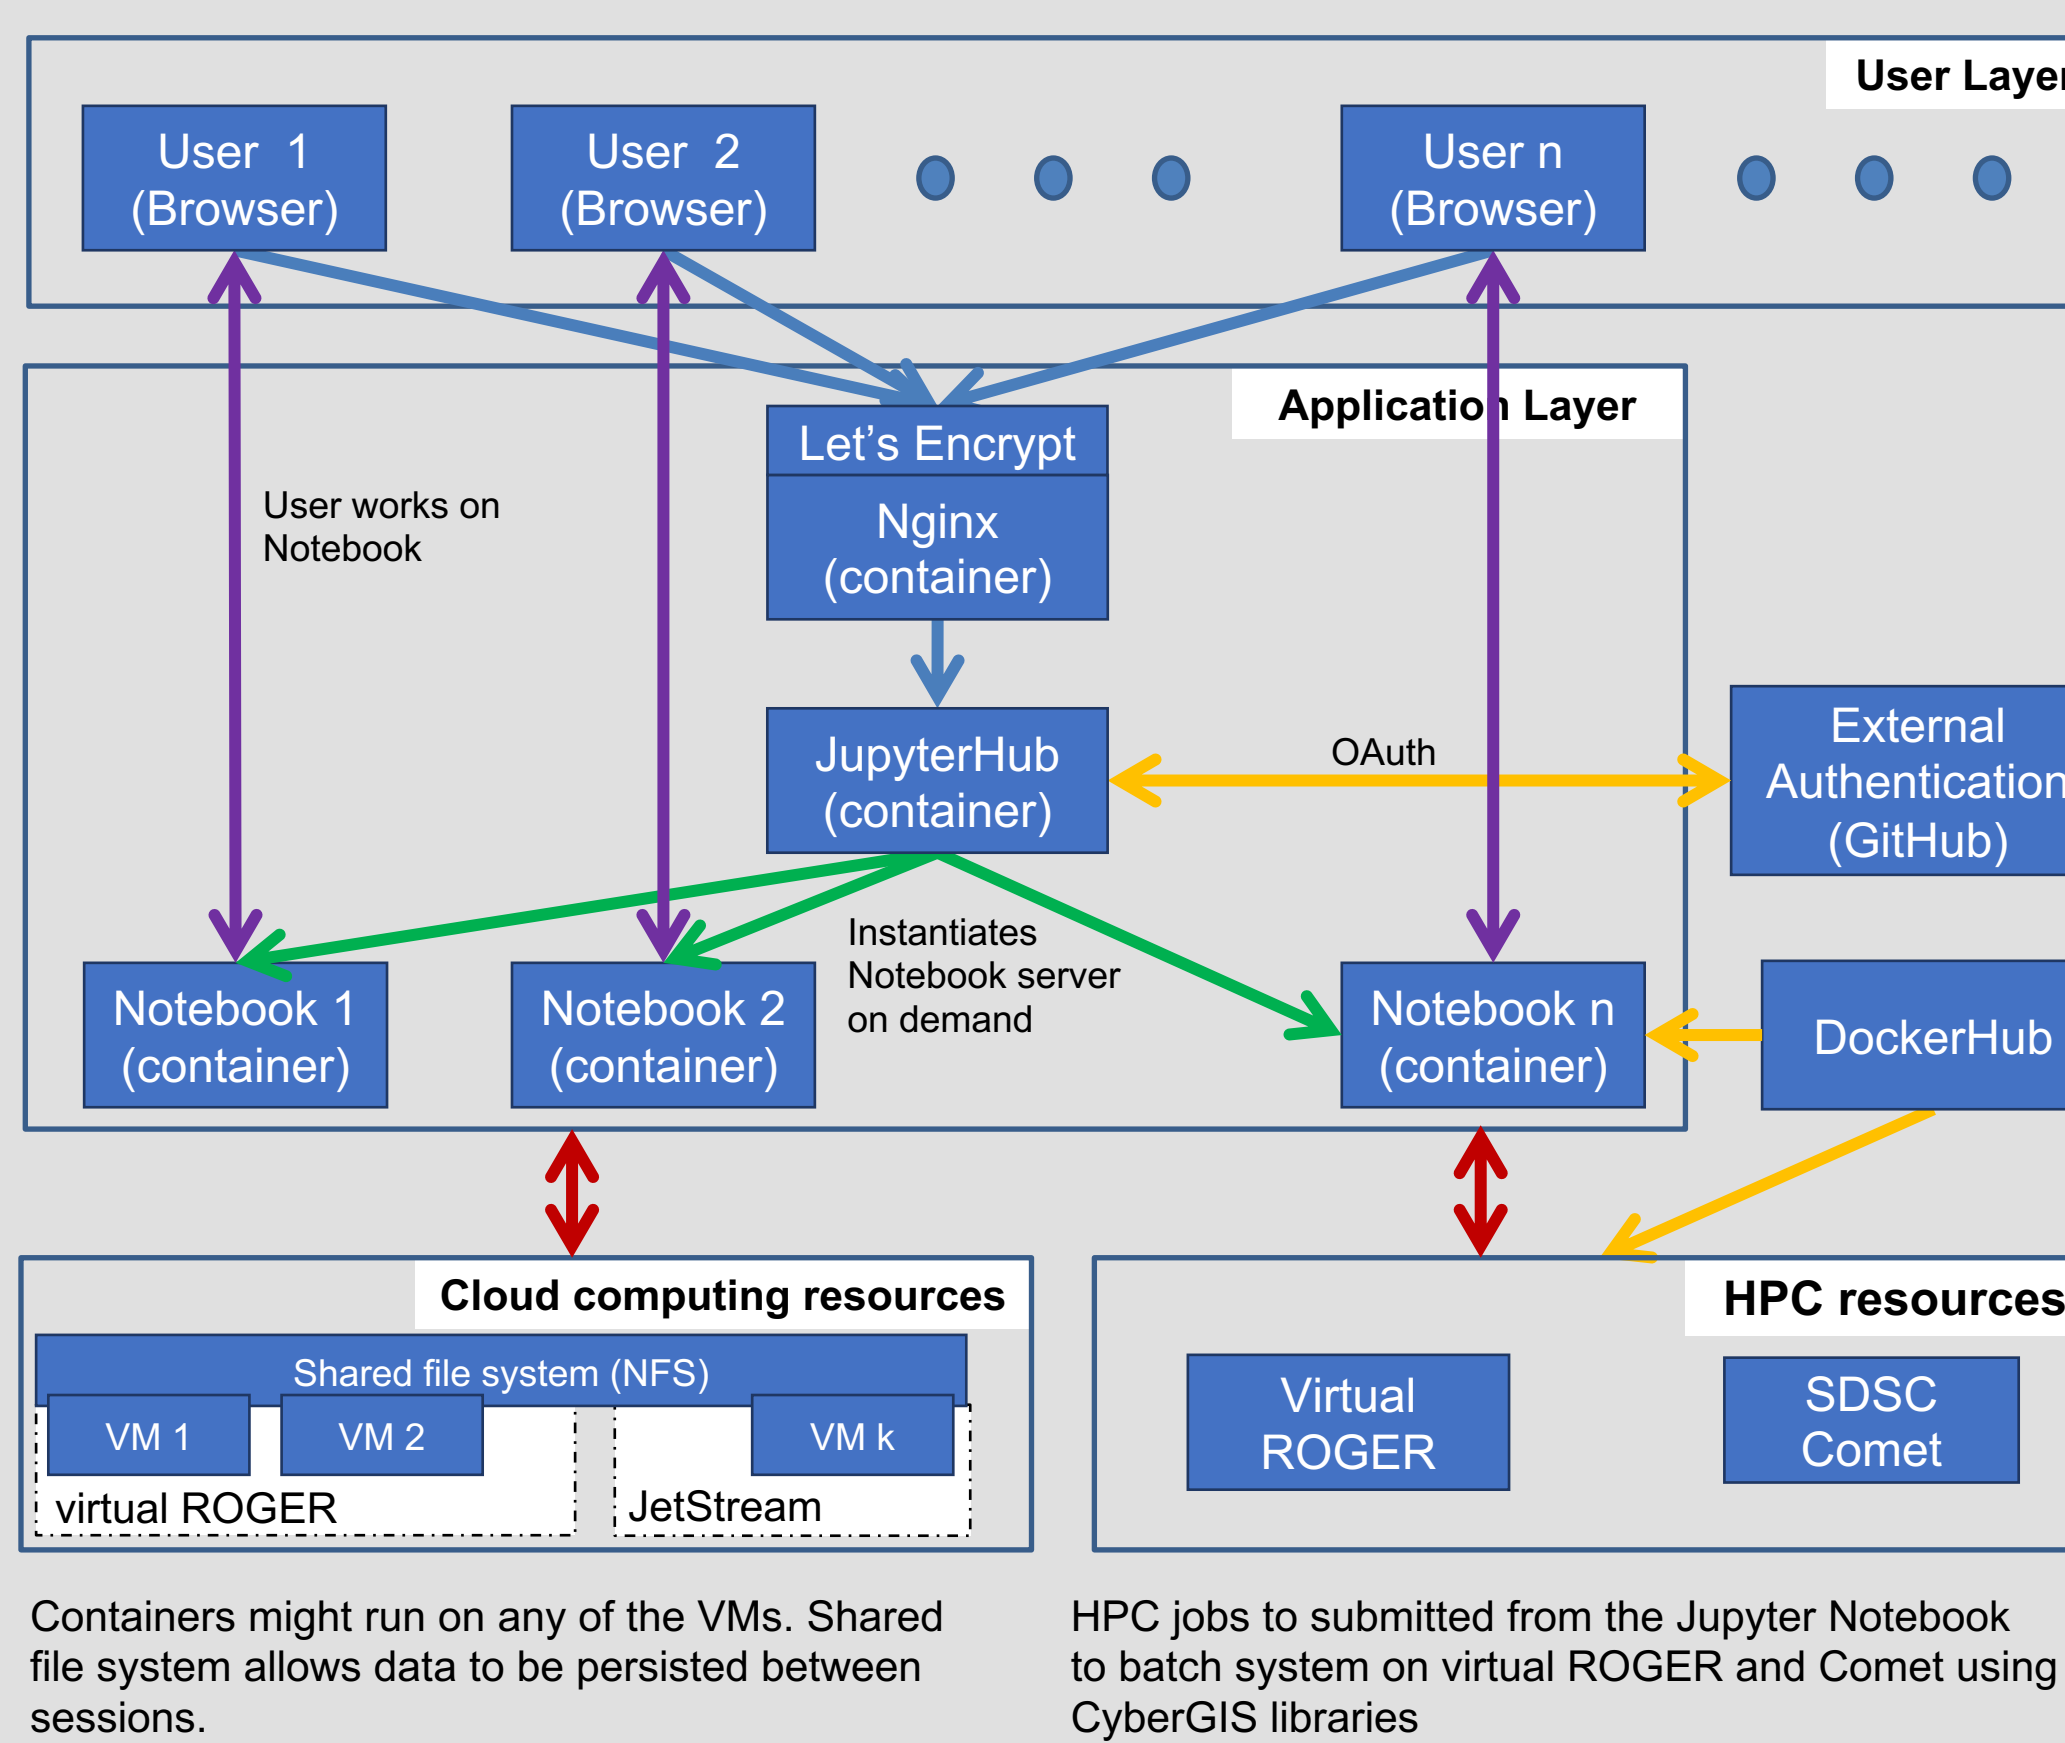 User Layer
User 1
(Browser)
User 2
(Browser)
User n
(Browser)
Application Layer
Let’s Encrypt
Nginx
(container)
User works on
Notebook
JupyterHub
(container)
OAuth
External
Authentication
(GitHub)
Instantiates
Notebook server
on demand
Notebook 1
(container)
Notebook 2
(container)
Notebook n
(container)
DockerHub
Cloud computing resources
Shared file system (NFS)
VM 1
VM 2
VM k
virtual ROGER
JetStream
HPC resources
Virtual
ROGER
SDSC
Comet
Containers might run on any of the VMs. Shared
file system allows data to be persisted between
sessions.
HPC jobs to submitted from the Jupyter Notebook
to batch system on virtual ROGER and Comet using
CyberGIS libraries